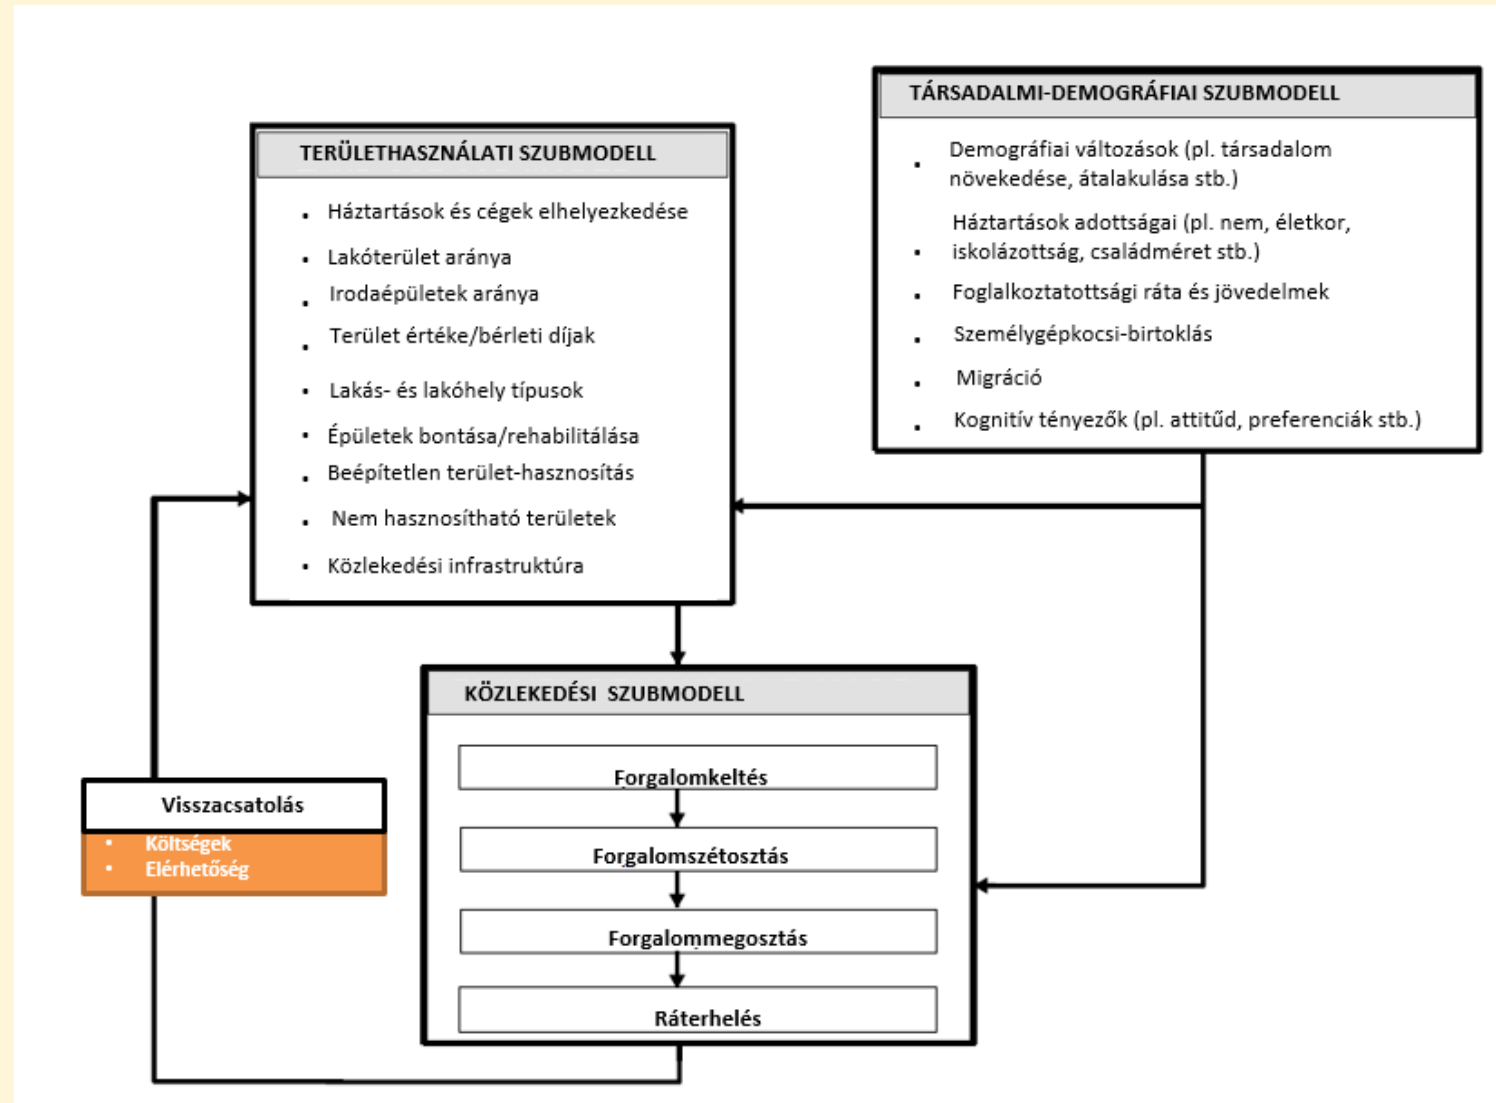 TÁRSADALMI-DEMOGRÁFIAI SZUBMODELL
• Demográfiai változások (pl. társadalom
növekedése, átalakulása stb.)
• Háztartások adottságai (pl. nem, életkor,
iskolázottság, családméret stb.)
• Foglalkoztatottsági ráta és jövedelmek
• Személygépkocsi-birtoklás
• Migráció
• Kognitív tényezők (pl. attitűd, preferenciák stb.)
TERÜLETHASZNÁLATI SZUBMODELL
• Háztartások és cégek elhelyezkedése
• Lakóterület aránya
• Irodaépületek aránya
• Terület értéke/bérleti díjak
• Lakás- és lakóhely típusok
• Épületek bontása/rehabilitálása
• Beépítetlen terület-hasznosítás
• Nem hasznosítható területek
• Közlekedési infrastruktúra
KÖZLEKEDÉSI SZUBMODELL
Forgalomkeltés
Forgalomszétosztás
Forgalommegosztás
Ráterhelés
Visszacsatolás
• Költségek
• Elérhetőség